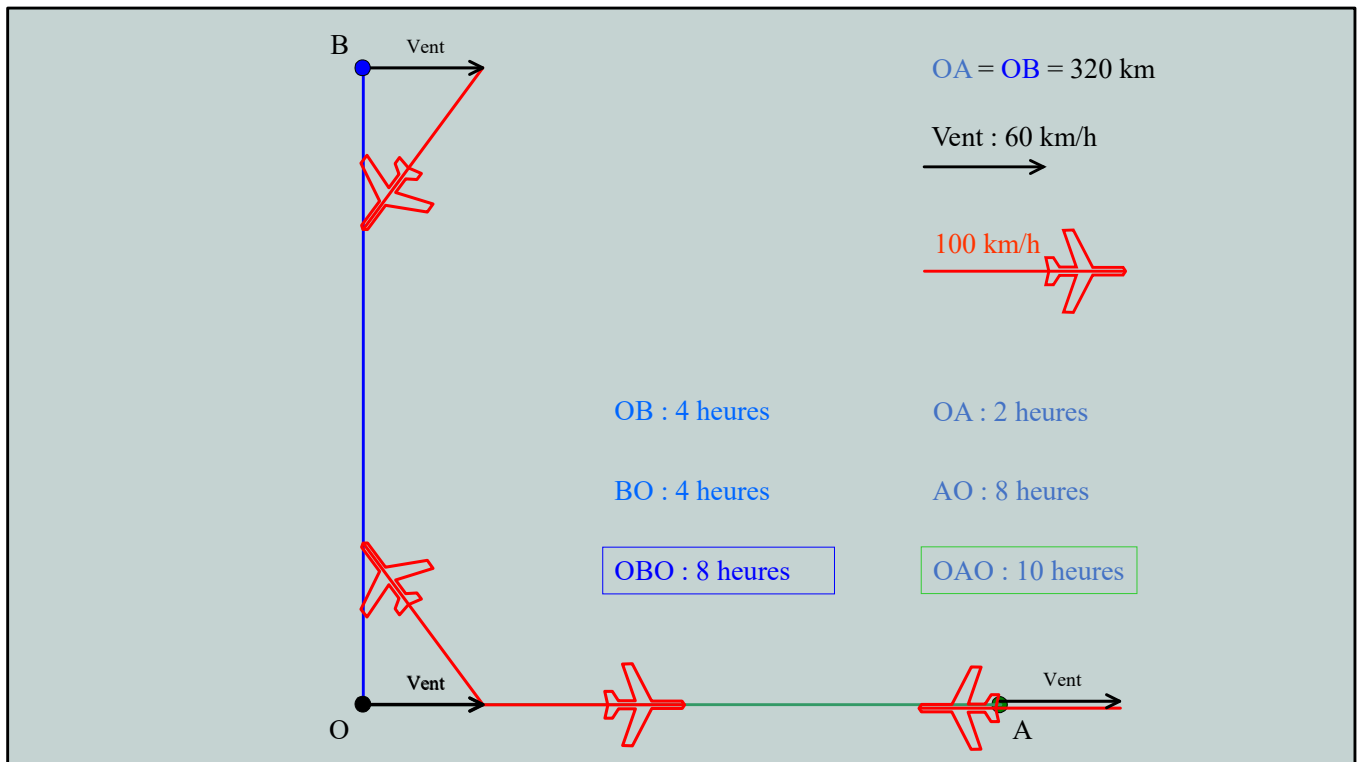 B
Vent
OA = OB = 320 km
Vent : 60 km/h
100 km/h
OB : 4 heures
OA : 2 heures
BO : 4 heures
AO : 8 heures
OBO : 8 heures
OAO : 10 heures
Vent
Vent
O
A